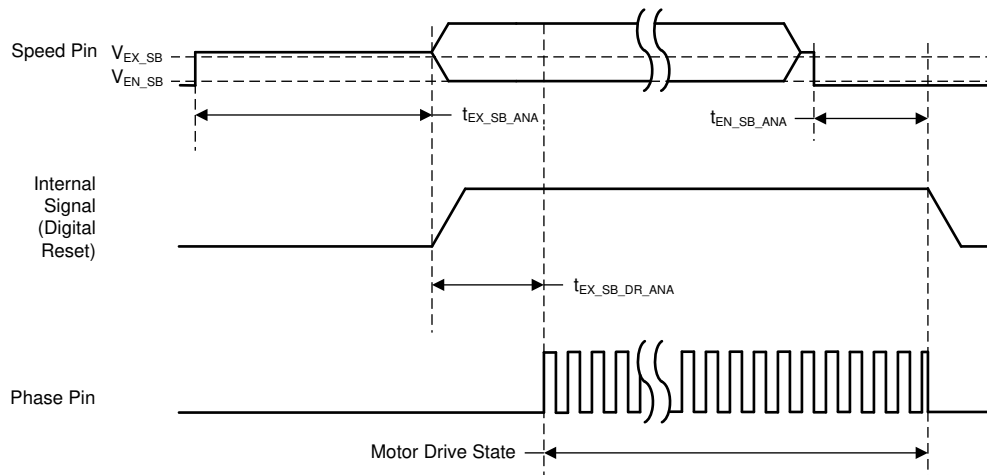 Speed Pin
V_EX_SB
V_EN_SB
t_EX_SB_ANA
t_EN_SB_ANA
Internal
Signal
(Digital
Reset)
t_EX_SB_DR_ANA
Phase Pin
Motor Drive State